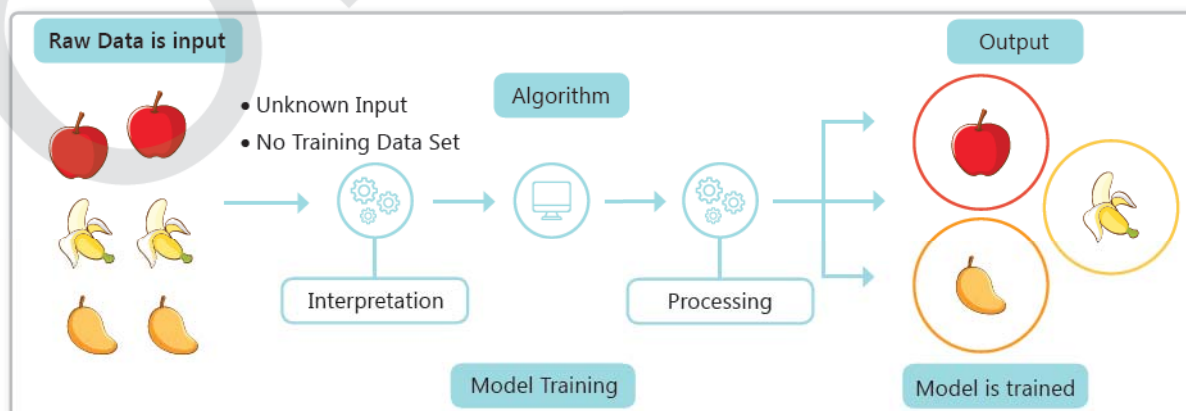 Raw Data is input
Output
• Unknown Input
• No Training Data Set
Algorithm
Interpretation
Processing
Model Training
Model is trained